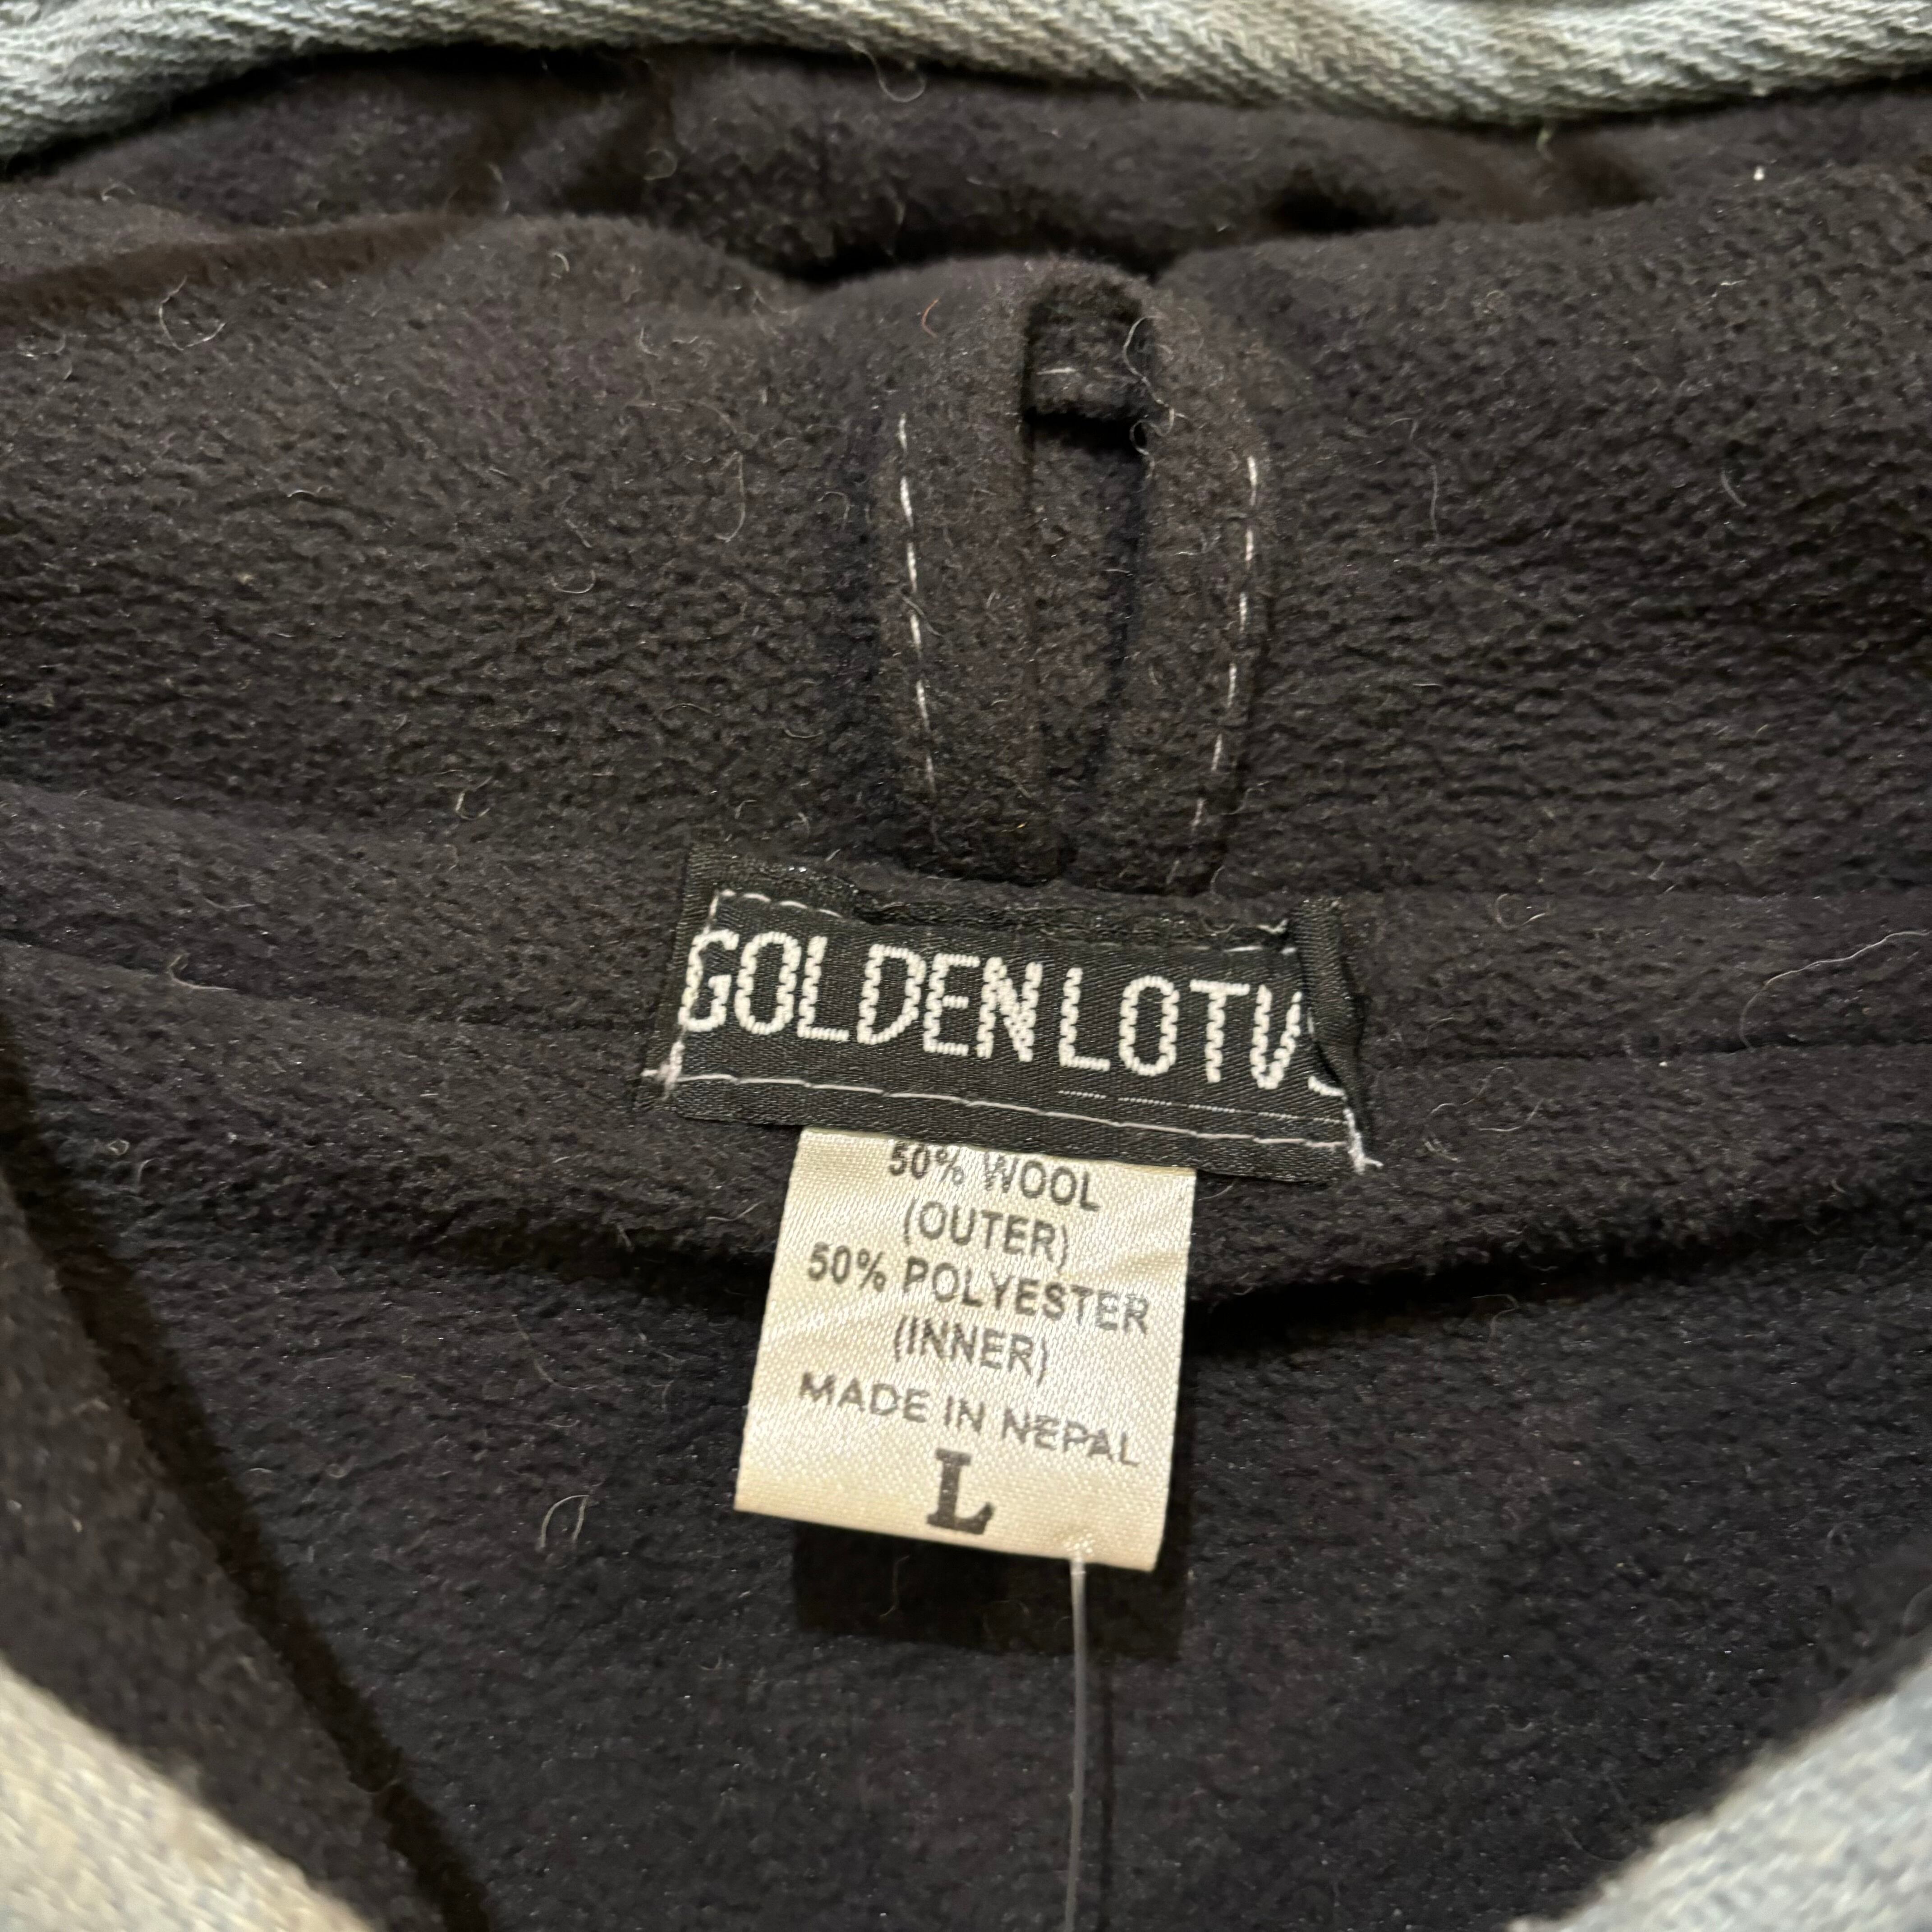 GOLDEN LOTUS
50% WOOL
(OUTER)
50% POLYESTER
(INNER)
MADE IN NEPAL
L